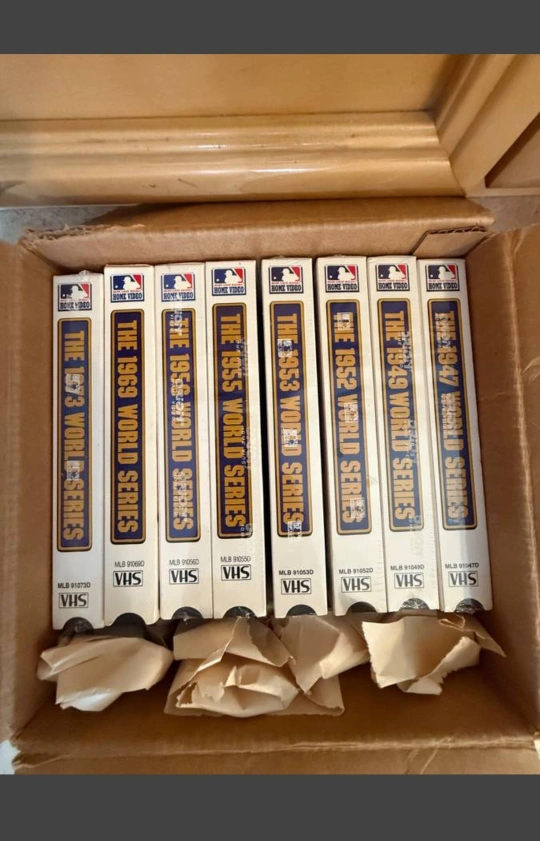 HOME VIDEO
THE 1973 WORLD SERIES
MLB 91073D
VHS
HOME VIDEO
THE 1969 WORLD SERIES
MLB 91069D
VHS
HOME VIDEO
THE 1956 WORLD SERIES
MLB 91056D
VHS
HOME VIDEO
THE 1955 WORLD SERIES
MLB 91055D
VHS
HOME VIDEO
THE 1953 WORLD SERIES
MLB 91053D
VHS
HOME VIDEO
THE 1952 WORLD SERIES
MLB 91052D
VHS
HOME VIDEO
THE 1949 WORLD SERIES
MLB 91049D
VHS
HOME VIDEO
THE 1947 WORLD SERIES
MLB 91047D
VHS